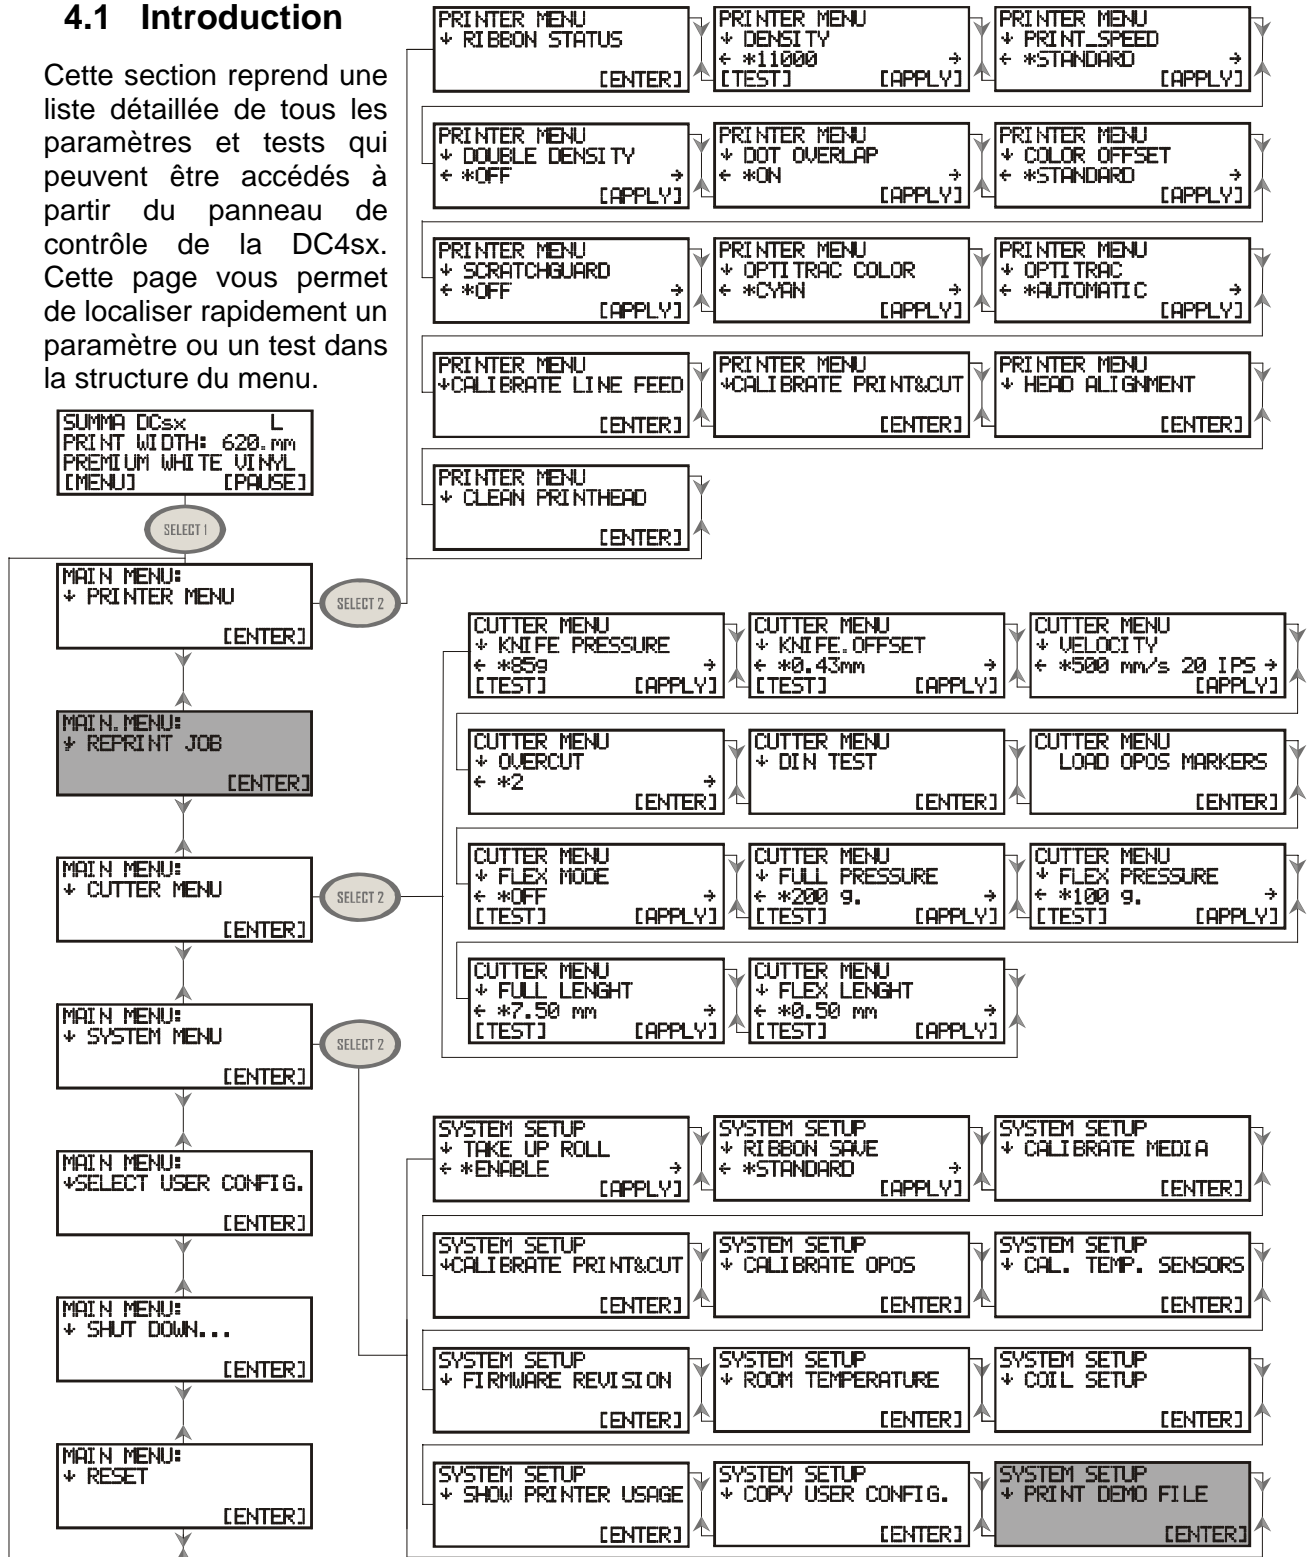 4.1 Introduction
Cette section reprend une
liste détaillée de tous les
paramètres et tests qui
peuvent être accédés à
partir du panneau de
contrôle de la DC4sx.
Cette page vous permet
de localiser rapidement un
paramètre ou un test dans
la structure du menu.
SUMMA DCsx L
PRINT WIDTH: 620.mm
PREMIUM WHITE VINYL
[MENU] [PAUSE]
SELECT 1
MAIN MENU:
↓ PRINTER MENU
[ENTER]
SELECT 2
MAIN.MENU:
↓ REPRINT JOB
[ENTER]
MAIN MENU:
↓ CUTTER MENU
[ENTER]
SELECT 2
MAIN MENU:
↓ SYSTEM MENU
[ENTER]
SELECT 2
MAIN MENU:
↓SELECT USER CONFIG.
[ENTER]
MAIN MENU:
↓ SHUT DOWN...
[ENTER]
MAIN MENU:
↓ RESET
[ENTER]
PRINTER MENU
↓ RIBBON STATUS
[ENTER]
PRINTER MENU
↓ DENSITY
← *11000 →
[TEST] [APPLY]
PRINTER MENU
↓ PRINT_SPEED
← *STANDARD →
[APPLY]
PRINTER MENU
↓ DOUBLE DENSITY
← *OFF →
[APPLY]
PRINTER MENU
↓ DOT OVERLAP
← *ON →
[APPLY]
PRINTER MENU
↓ COLOR OFFSET
← *STANDARD →
[APPLY]
PRINTER MENU
↓ SCRATCHGUARD
← *OFF →
[APPLY]
PRINTER MENU
↓ OPTITRAC COLOR
← *CYAN →
[APPLY]
PRINTER MENU
↓ OPTITRAC
← *AUTOMATIC →
[APPLY]
PRINTER MENU
↓CALIBRATE LINE FEED
[ENTER]
PRINTER MENU
↓CALIBRATE PRINT&CUT
[ENTER]
PRINTER MENU
↓ HEAD ALIGNMENT
[ENTER]
PRINTER MENU
↓ CLEAN PRINTHEAD
[ENTER]
CUTTER MENU
↓ KNIFE PRESSURE
← *85g →
[TEST] [APPLY]
CUTTER MENU
↓ KNIFE.OFFSET
← *0.43mm →
[TEST] [APPLY]
CUTTER MENU
↓ VELOCITY
← *500 mm/s 20 IPS →
[APPLY]
CUTTER MENU
↓ OVERCUT
← *2 →
[ENTER]
CUTTER MENU
↓ DIN TEST
[ENTER]
CUTTER MENU
LOAD OPOS MARKERS
[ENTER]
CUTTER MENU
↓ FLEX MODE
← *OFF →
[TEST] [APPLY]
CUTTER MENU
↓ FULL PRESSURE
← *200 g. →
[TEST] [APPLY]
CUTTER MENU
↓ FLEX PRESSURE
← *100 g. →
[TEST] [APPLY]
CUTTER MENU
↓ FULL LENGHT
← *7.50 mm →
[TEST] [APPLY]
CUTTER MENU
↓ FLEX LENGHT
← *0.50 mm →
[TEST] [APPLY]
SYSTEM SETUP
↓ TAKE UP ROLL
← *ENABLE →
[APPLY]
SYSTEM SETUP
↓ RIBBON SAVE
← *STANDARD →
[APPLY]
SYSTEM SETUP
↓ CALIBRATE MEDIA
[ENTER]
SYSTEM SETUP
↓CALIBRATE PRINT&CUT
[ENTER]
SYSTEM SETUP
↓ CALIBRATE OPOS
[ENTER]
SYSTEM SETUP
↓ CAL. TEMP. SENSORS
[ENTER]
SYSTEM SETUP
↓ FIRMWARE REVISION
[ENTER]
SYSTEM SETUP
↓ ROOM TEMPERATURE
[ENTER]
SYSTEM SETUP
↓ COIL SETUP
[ENTER]
SYSTEM SETUP
↓ SHOW PRINTER USAGE
[ENTER]
SYSTEM SETUP
↓ COPY USER CONFIG.
[ENTER]
SYSTEM SETUP
↓ PRINT DEMO FILE
[ENTER]